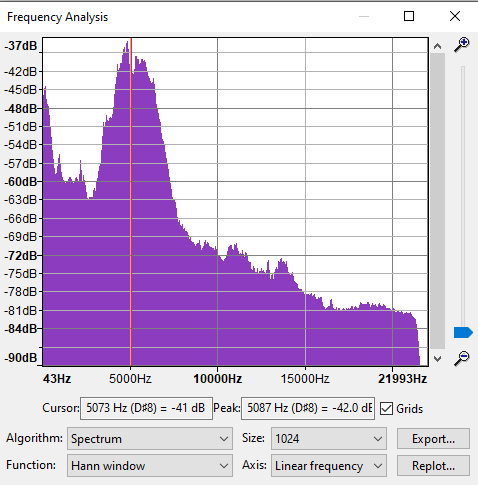 Frequency Analysis
-37dB
-42dB
-45dB
-48dB
-51dB
-54dB
-57dB
-60dB
-63dB
-66dB
-69dB
-72dB
-75dB
-78dB
-81dB
-84dB
-90dB
43Hz 5000Hz 10000Hz 15000Hz 21993Hz
Cursor: 5073 Hz (D♯8) = -41 dB Peak: 5087 Hz (D♯8) = -42.0 dB Grids
Algorithm: Spectrum Size: 1024 Export...
Function: Hann window Axis: Linear frequency Replot...